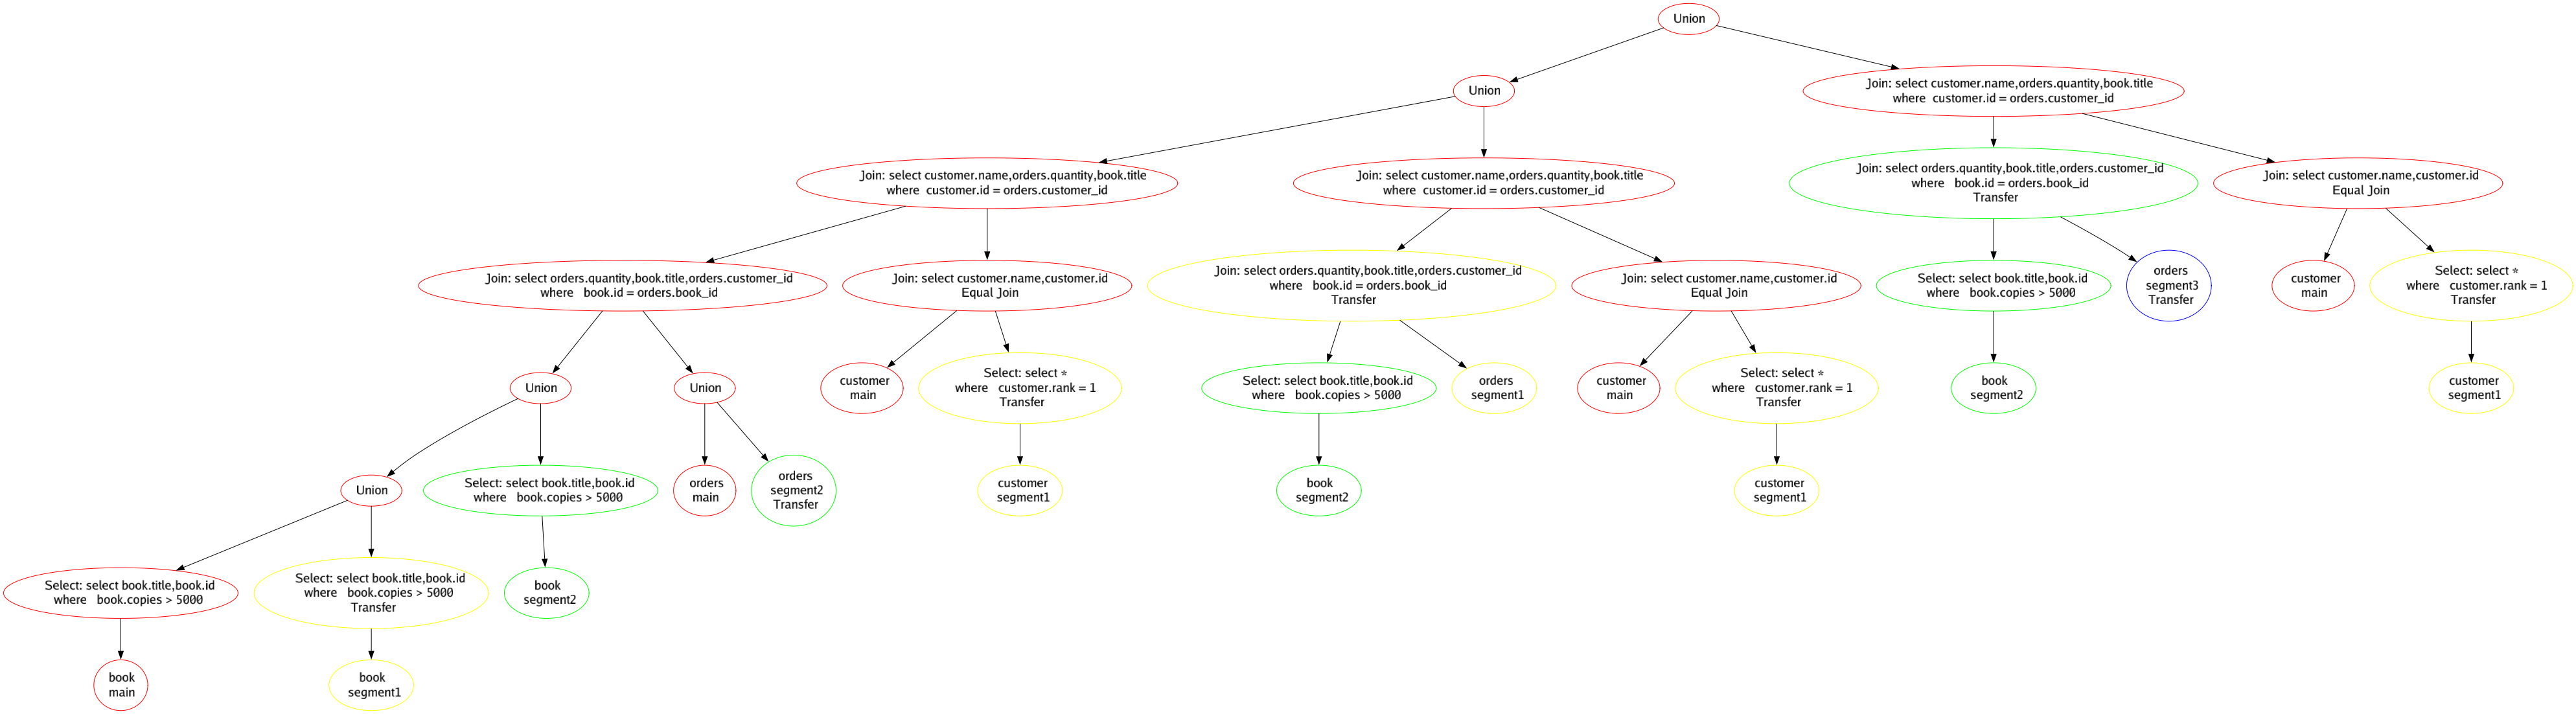 Union
Union
Join: select customer.name,orders.quantity,book.title
where  customer.id = orders.customer_id
Join: select customer.name,orders.quantity,book.title
where  customer.id = orders.customer_id
Join: select customer.name,orders.quantity,book.title
where  customer.id = orders.customer_id
Join: select orders.quantity,book.title,orders.customer_id
where   book.id = orders.book_id
Transfer
Join: select customer.name,customer.id
Equal Join
Join: select orders.quantity,book.title,orders.customer_id
where   book.id = orders.book_id
Join: select customer.name,customer.id
Equal Join
Join: select orders.quantity,book.title,orders.customer_id
where   book.id = orders.book_id
Transfer
Join: select customer.name,customer.id
Equal Join
Select: select book.title,book.id
where   book.copies > 5000
orders
segment3
Transfer
customer
main
Select: select *
where   customer.rank = 1
Transfer
Union
Union
customer
main
Select: select *
where   customer.rank = 1
Transfer
Select: select book.title,book.id
where   book.copies > 5000
orders
segment1
customer
main
Select: select *
where   customer.rank = 1
Transfer
book
segment2
customer
segment1
Union
Select: select book.title,book.id
where   book.copies > 5000
orders
main
orders
segment2
Transfer
customer
segment1
book
segment2
customer
segment1
Select: select book.title,book.id
where   book.copies > 5000
Select: select book.title,book.id
where   book.copies > 5000
Transfer
book
segment2
book
main
book
segment1